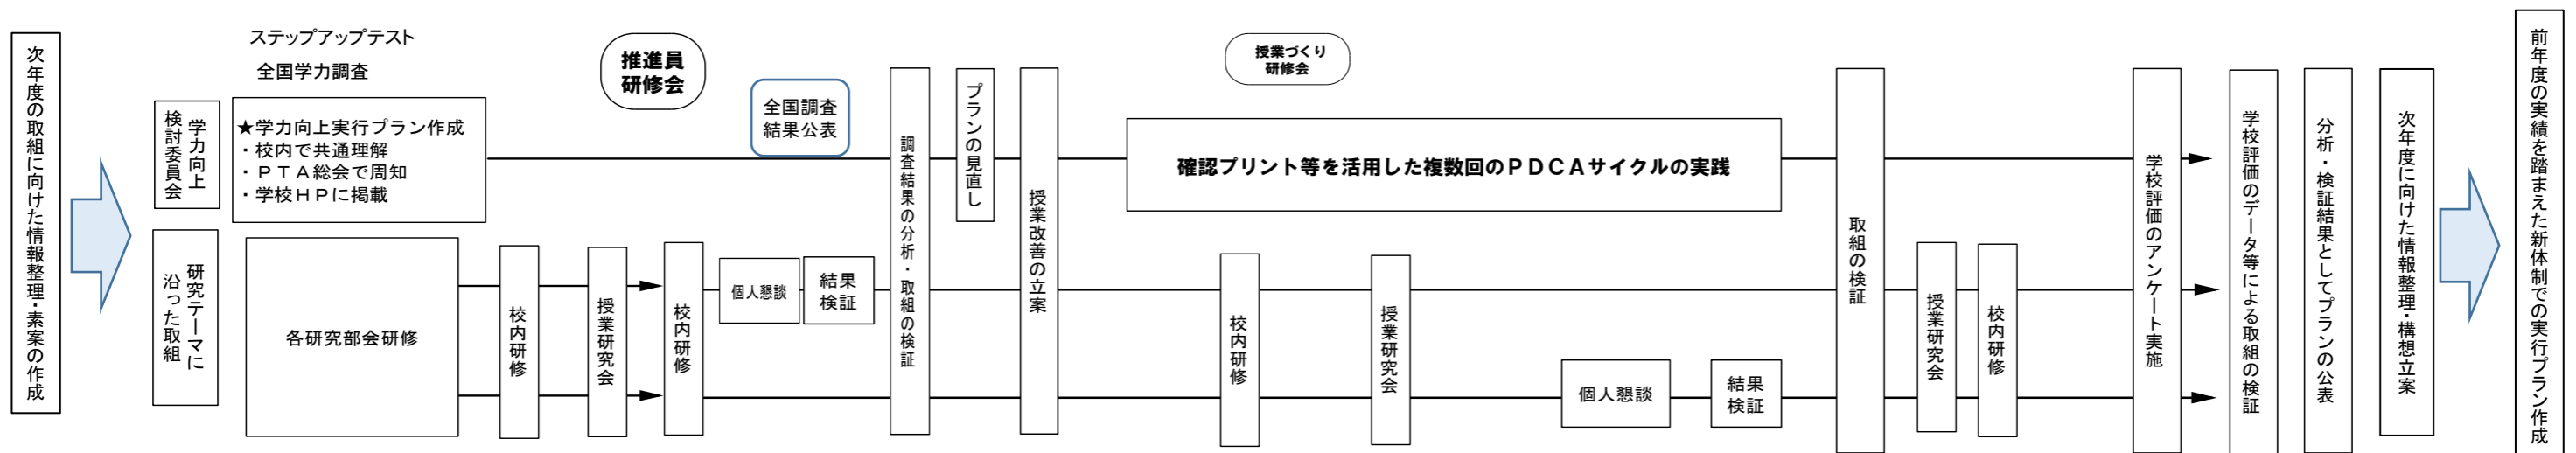 次年度の取組に向けた情報整理・素案の作成
ステップアップテスト
全国学力調査
学力向上
検討委員会
★学力向上実行プラン作成
・校内で共通理解
・ＰＴＡ総会で周知
・学校ＨＰに掲載
研究テーマに
沿った取組
各研究部会研修
校内研修
授業研究会
推進員
研修会
校内研修
全国調査
結果公表
個人懇談
結果
検証
調査結果の分析・取組の検証
プランの見直し
授業改善の立案
授業づくり
研修会
確認プリント等を活用した複数回のＰＤＣＡサイクルの実践
校内研修
授業研究会
個人懇談
結果
検証
取組の検証
授業研究会
校内研修
学校評価のアンケート実施
学校評価のデータ等による取組の検証
分析・検証結果としてプランの公表
次年度に向けた情報整理・構想立案
前年度の実績を踏まえた新体制での実行プラン作成